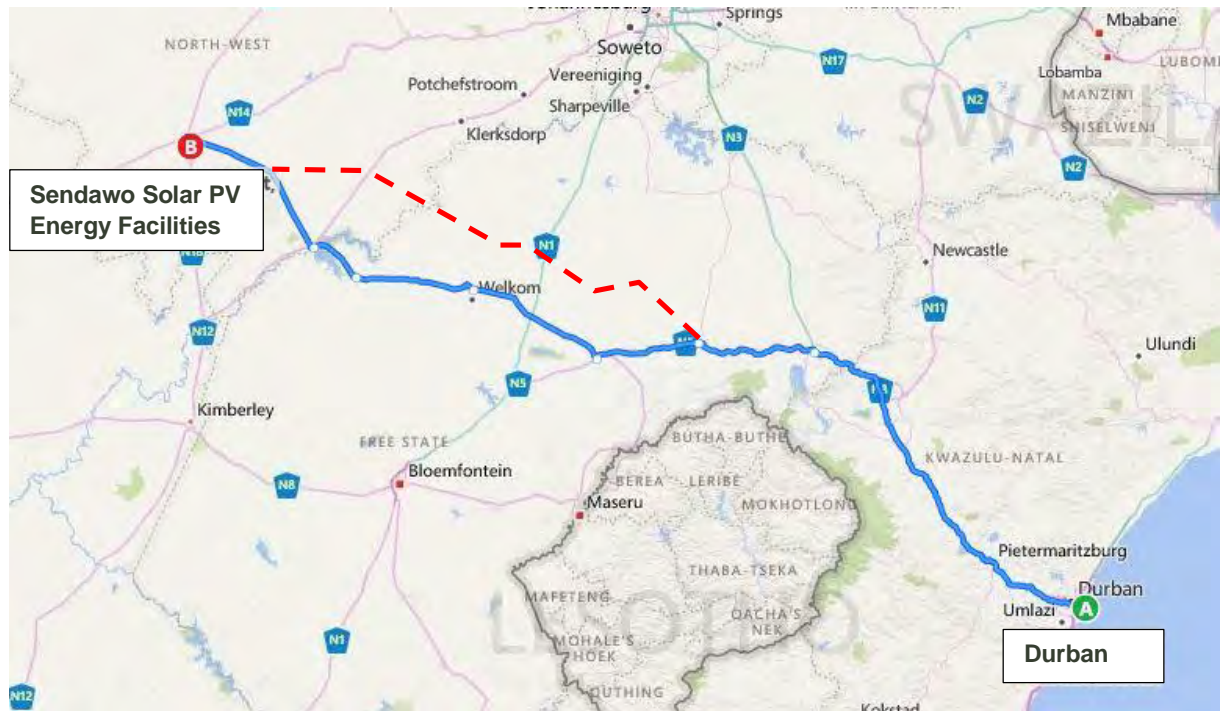 Springs
Soweto
Mbabane
NORTH-WEST
N17
Lobamba
LUBOM
Potchefstroom
Vereeniging
Sharpeville
N14
N2
MANZINI
SHISELWENI
SWAZIL
Klerksdorp
N3
B
N2
Sendawo Solar PV
Energy Facilities
N1
Newcastle
N18
Welkom
N11
N12
Ulundi
N5
Kimberley
FREE STATE
BUTHA-BUTHE
KWAZULU-NATAL
Bloemfontein
BEREA
LERIBE
N8
Maseru
MOKHOTLONG
Pietermaritzburg
THABA-TSEKA
Durban
MAFETENG
A
Umlazi
QACHA'S
NEK
N1
MOHALE'S
HOEK
Durban
QUTHING
N12
Kokstad